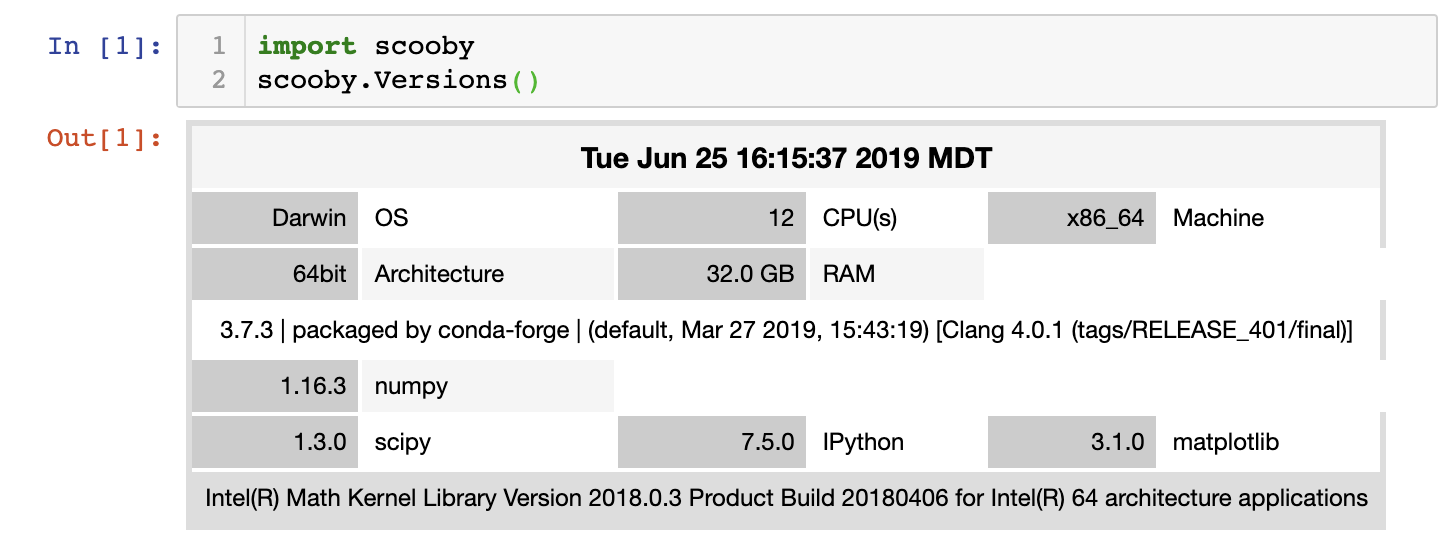 In [1]: 1 import scooby
2 scooby.Versions()
Out[1]:
Tue Jun 25 16:15:37 2019 MDT
Darwin OS 12 CPU(s) x86_64 Machine
64bit Architecture 32.0 GB RAM
3.7.3 | packaged by conda-forge | (default, Mar 27 2019, 15:43:19) [Clang 4.0.1 (tags/RELEASE_401/final)]
1.16.3 numpy
1.3.0 scipy 7.5.0 IPython 3.1.0 matplotlib
Intel(R) Math Kernel Library Version 2018.0.3 Product Build 20180406 for Intel(R) 64 architecture applications